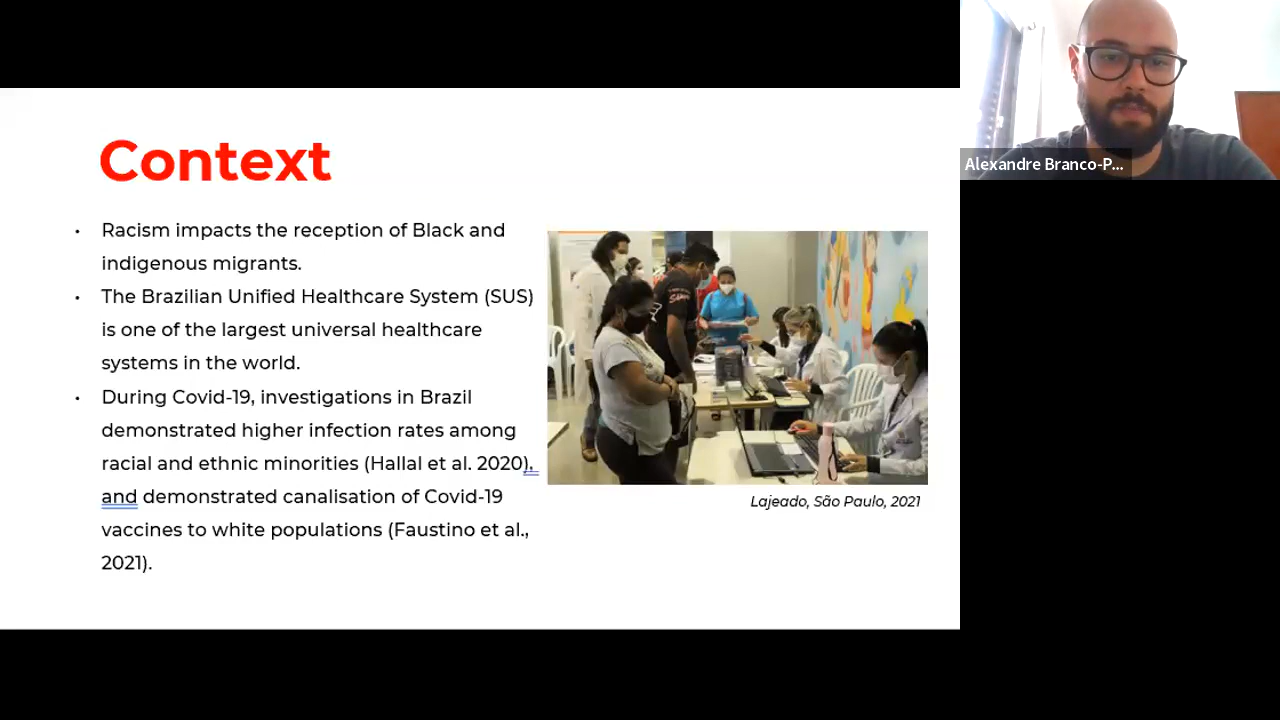 Context
• Racism impacts the reception of Black and
indigenous migrants.
• The Brazilian Unified Healthcare System (SUS)
is one of the largest universal healthcare
systems in the world.
• During Covid-19, investigations in Brazil
demonstrated higher infection rates among
racial and ethnic minorities (Hallal et al. 2020),
and demonstrated canalisation of Covid-19
vaccines to white populations (Faustino et al.,
2021).
Lajeado, São Paulo, 2021
Alexandre Branco-P...